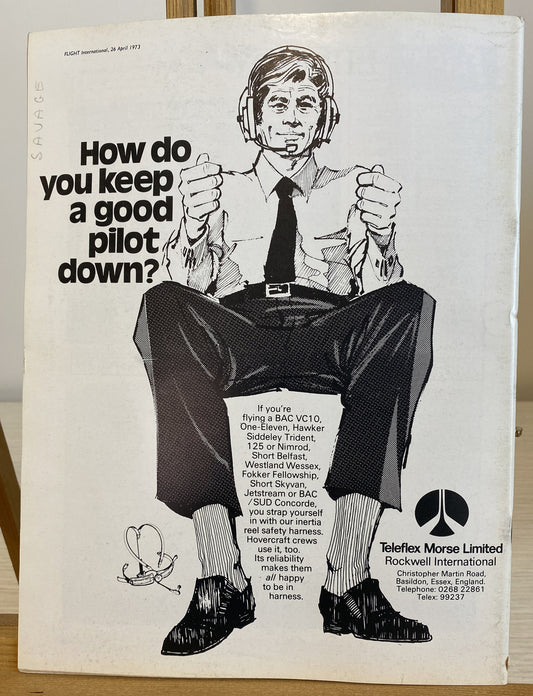 FLIGHT International, 26 April 1973
SAVAGE
How do
you keep
a good
pilot
down?
If you're
flying a BAC VC10,
One-Eleven, Hawker
Siddeley Trident,
125 or Nimrod,
Short Belfast,
Westland Wessex,
Fokker Fellowship,
Short Skyvan,
Jetstream or BAC
/SUD Concorde,
you strap yourself
in with our inertia
reel safety harness.
Hovercraft crews
use it, too.
Its reliability
makes them
all happy
to be in
harness.
Teleflex Morse Limited
Rockwell International
Christopher Martin Road,
Basildon, Essex, England.
Telephone: 0268 22861
Telex: 99237